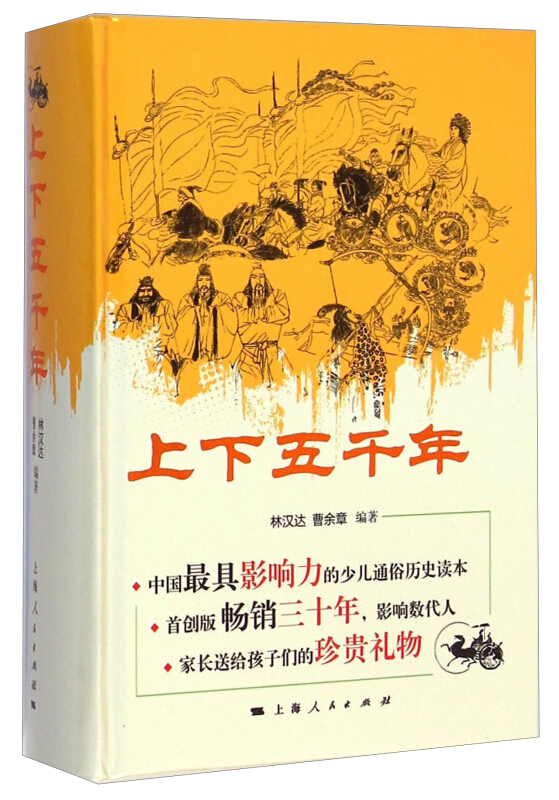 上下五千年
林汉达
曹余章
编著
上海人民出版社
上下五千年
林汉达 曹余章 编著
中国最具影响力的少儿通俗历史读本
首创版 畅销三十年，影响数代人
家长送给孩子们的珍贵礼物
上海人民出版社